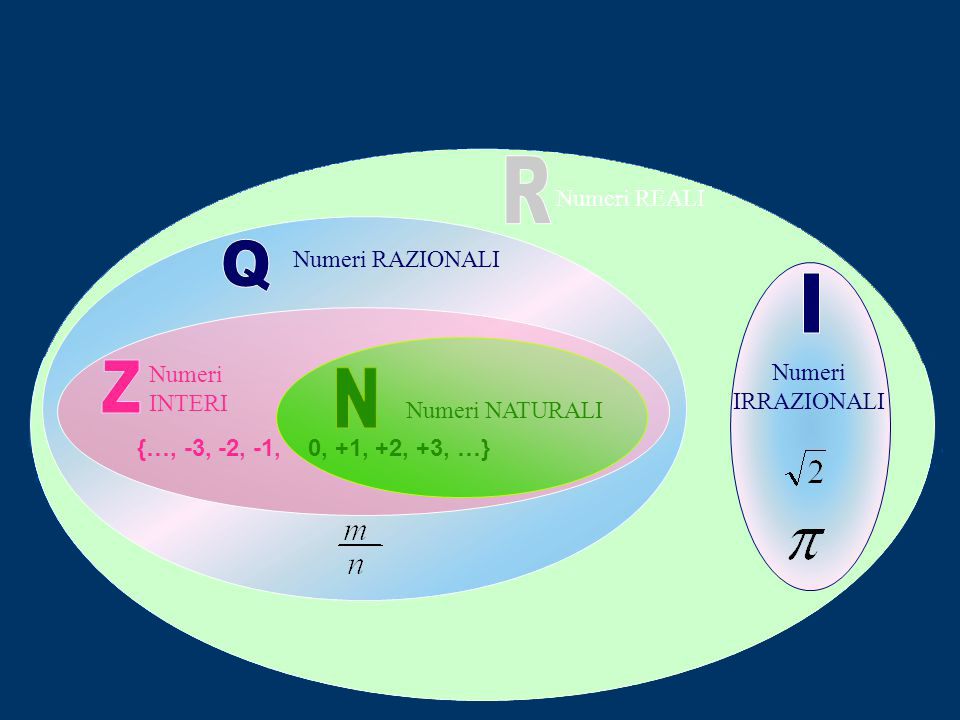 R
Numeri REALI
Q
Numeri RAZIONALI
I
Numeri
IRRAZIONALI
√2
π
Z
Numeri
INTERI
N
Numeri NATURALI
{…, -3, -2, -1, 0, +1, +2, +3, …}
m
n